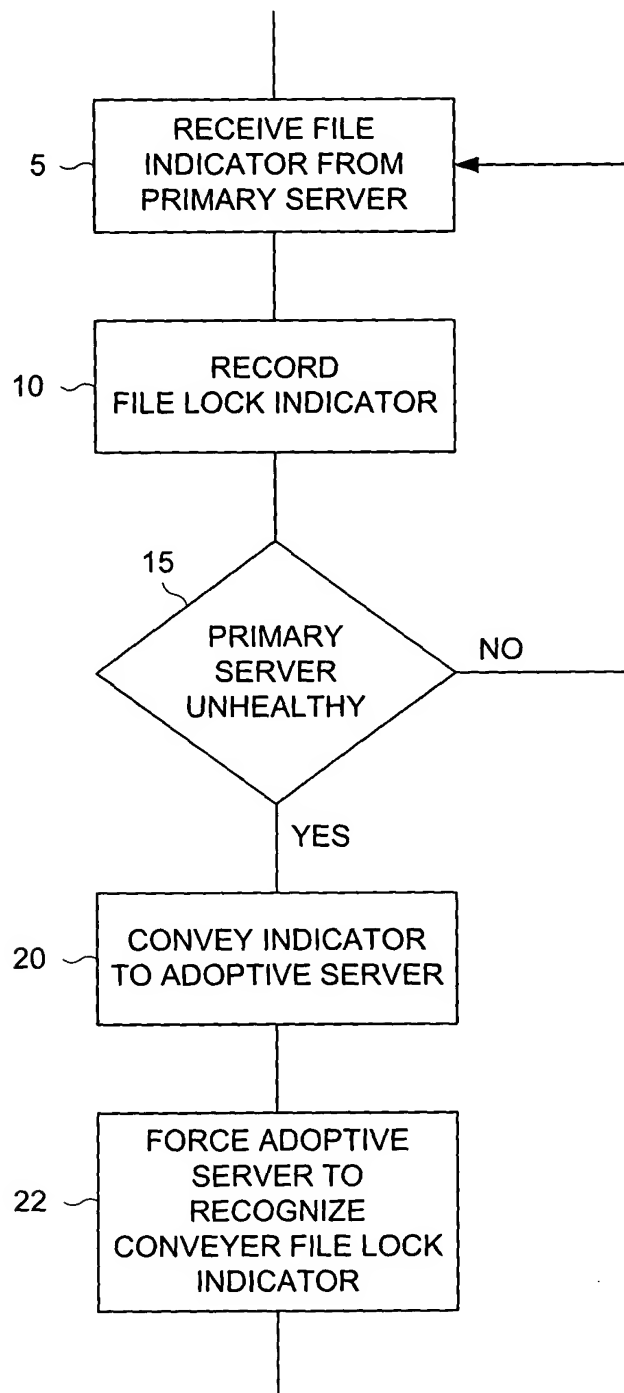 RECEIVE FILE
INDICATOR FROM
PRIMARY SERVER
5
RECORD
FILE LOCK INDICATOR
10
15
PRIMARY
SERVER
UNHEALTHY
NO
YES
CONVEY INDICATOR
TO ADOPTIVE SERVER
20
FORCE ADOPTIVE
SERVER TO
RECOGNIZE
CONVEYER FILE LOCK
INDICATOR
22